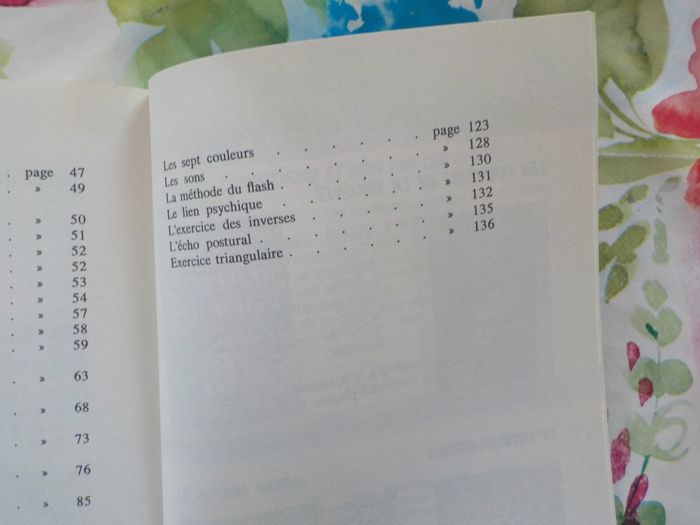 . page 47
. » 49
. » 50
. » 51
. » 52
. » 52
. » 53
. » 54
. » 57
. » 58
. » 59
. » 63
. » 68
. » 73
. » 76
. » 85
Les sept couleurs . . . . . . page 123
Les sons . . . . . . . » 128
La méthode du flash . . . . . . » 130
Le lien psychique . . . . . . » 131
L'exercice des inverses . . . . . » 132
L'écho postural . . . . . . . » 135
Exercice triangulaire . . . . . . » 136